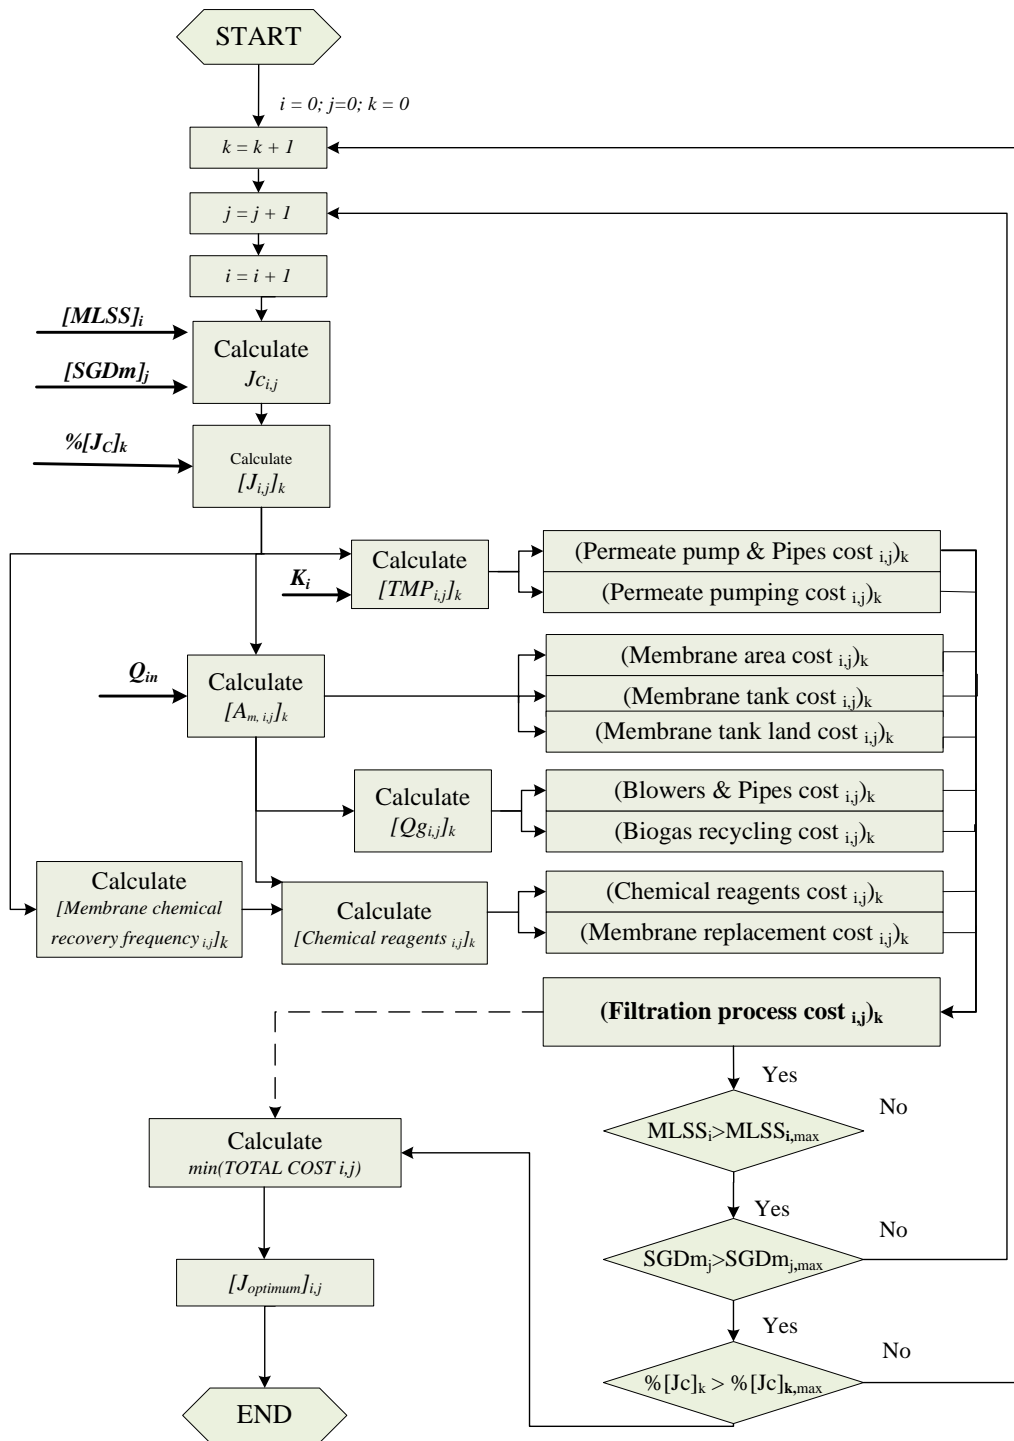 START
i = 0; j=0; k = 0
k = k + 1
j = j + 1
i = i + 1
[MLSS]i
[SGDm]j
Calculate
Jci,j
%[JC]k
Calculate
[Ji,j]k
Ki
Calculate
[TMPi,j]k
(Permeate pump & Pipes cost i,j)k
(Permeate pumping cost i,j)k
Qin
Calculate
[Am, i,j]k
(Membrane area cost i,j)k
(Membrane tank cost i,j)k
(Membrane tank land cost i,j)k
Calculate
[Qgi,j]k
(Blowers & Pipes cost i,j)k
(Biogas recycling cost i,j)k
Calculate
[Membrane chemical
recovery frequency i,j]k
Calculate
[Chemical reagents i,j]k
(Chemical reagents cost i,j)k
(Membrane replacement cost i,j)k
(Filtration process cost i,j)k
Yes
No
MLSSi>MLSSi,max
Calculate
min(TOTAL COST i,j)
Yes
No
SGDmj>SGDmj,max
[Joptimum]i,j
Yes
No
%[Jc]k > %[Jc]k,max
END